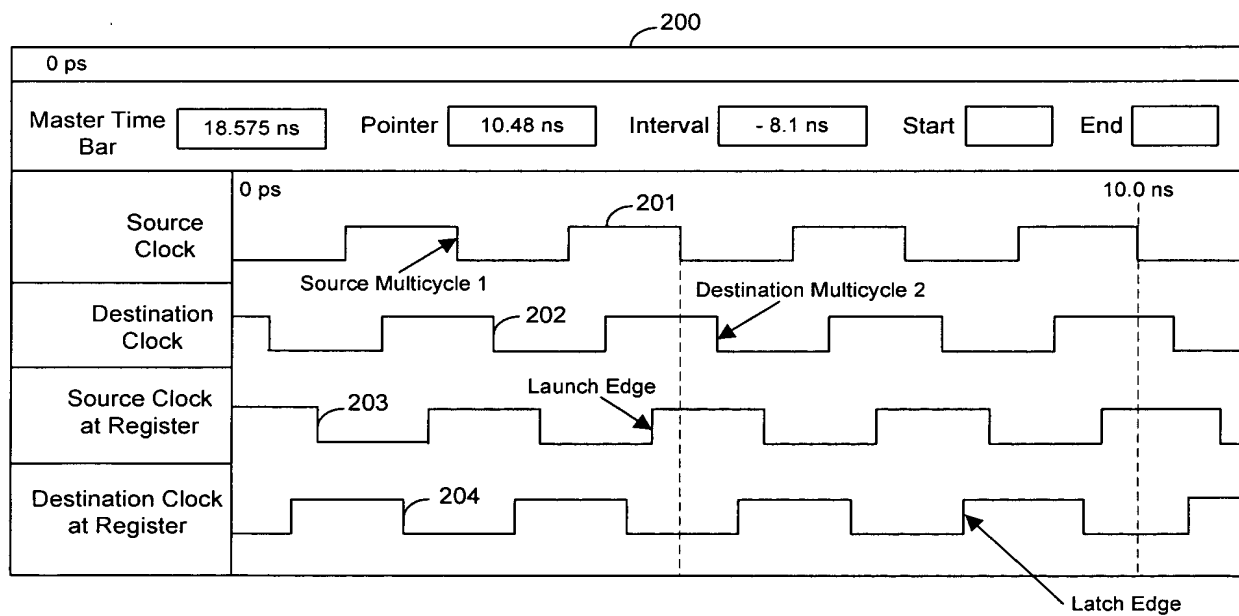 200
0 ps
Master Time
Bar
18.575 ns
Pointer
10.48 ns
Interval
- 8.1 ns
Start
End
0 ps
10.0 ns
Source
Clock
201
Source Multicycle 1
Destination
Clock
202
Destination Multicycle 2
Source Clock
at Register
203
Launch Edge
Destination Clock
at Register
204
Latch Edge